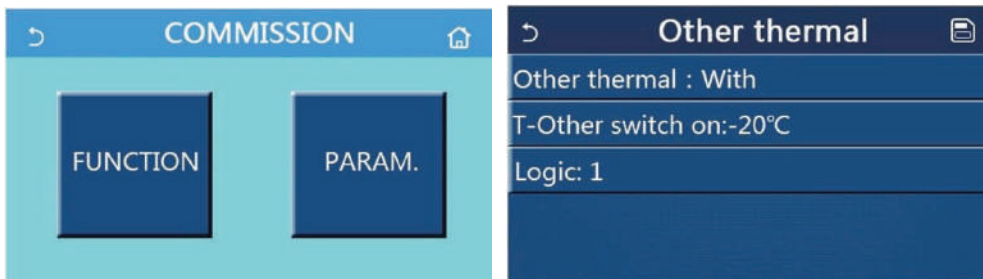 COMMISSION
FUNCTION
PARAM.
Other thermal
Other thermal : With
T-Other switch on:-20℃
Logic: 1